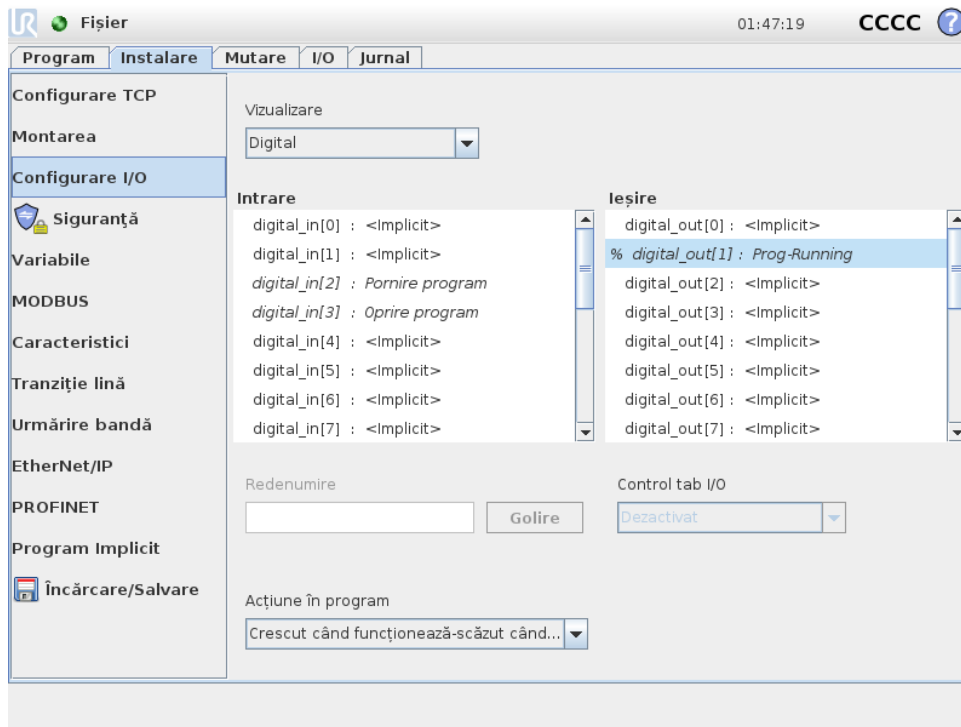 UR Fișier 01:47:19 CCCC ?
Program Instalare Mutare I/O Jurnal
Configurare TCP
Montarea
Configurare I/O
Siguranţă
Variabile
MODBUS
Caracteristici
Tranziție lină
Urmărire bandă
EtherNet/IP
PROFINET
Program Implicit
Încărcare/Salvare
Vizualizare
Digital
Intrare
digital_in[0] : <Implicit>
digital_in[1] : <Implicit>
digital_in[2] : Pornire program
digital_in[3] : Oprire program
digital_in[4] : <Implicit>
digital_in[5] : <Implicit>
digital_in[6] : <Implicit>
digital_in[7] : <Implicit>
Ieșire
digital_out[0] : <Implicit>
% digital_out[1] : Prog-Running
digital_out[2] : <Implicit>
digital_out[3] : <Implicit>
digital_out[4] : <Implicit>
digital_out[5] : <Implicit>
digital_out[6] : <Implicit>
digital_out[7] : <Implicit>
Redenumire
Golire
Control tab I/O
Dezactivat
Acțiune în program
Crescut când funcționează-scăzut când...